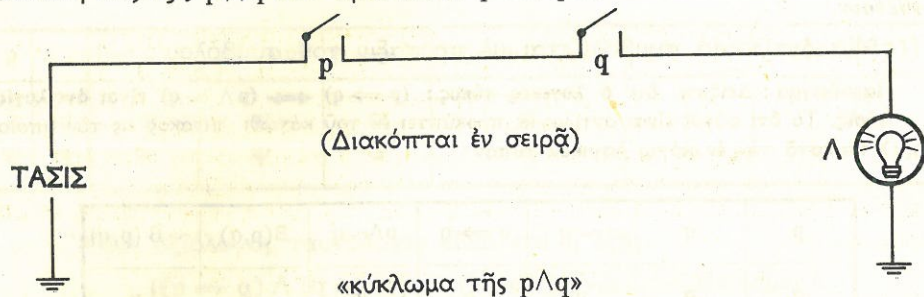 p q
(Διακόπται ἐν σειρᾷ)
Λ
ΤΑΣΙΣ
«κύκλωμα τῆς p∧q»